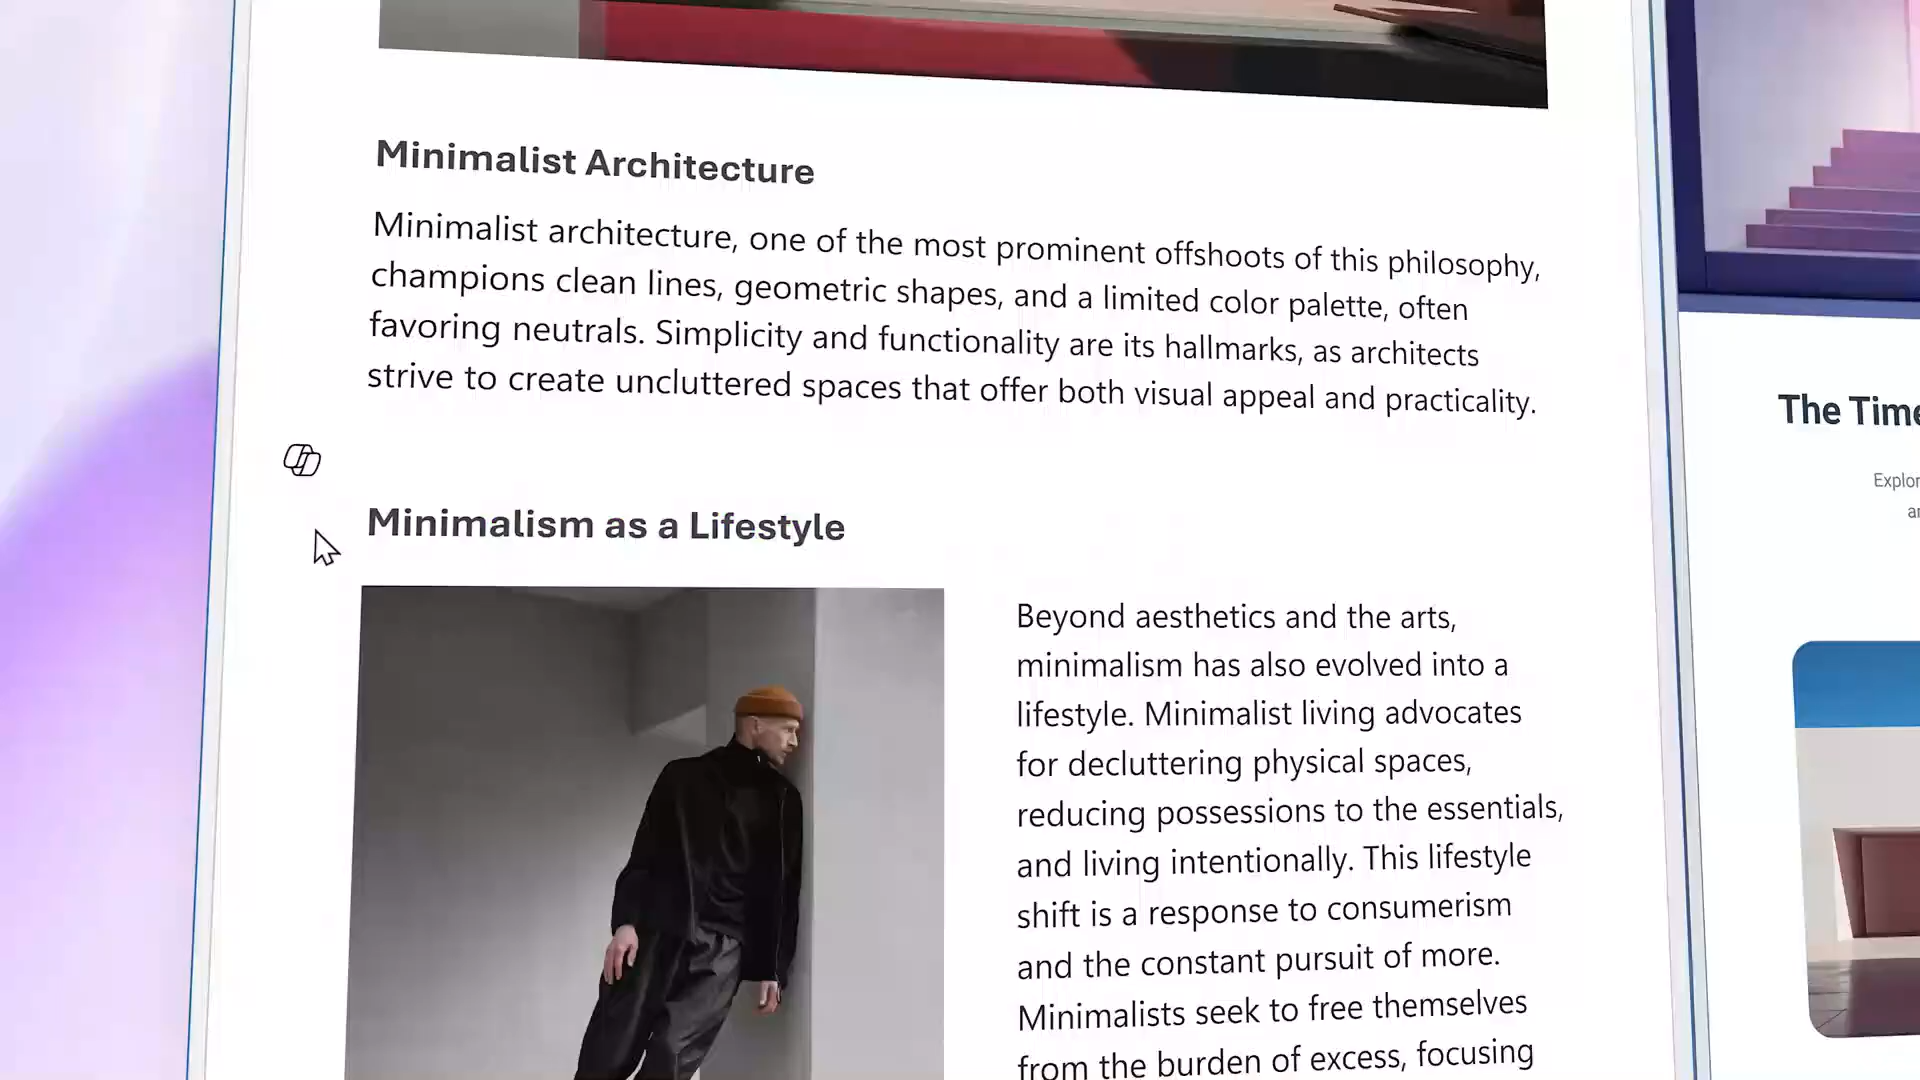 Minimalist Architecture
Minimalist architecture, one of the most prominent offshoots of this philosophy,
champions clean lines, geometric shapes, and a limited color palette, often
favoring neutrals. Simplicity and functionality are its hallmarks, as architects
strive to create uncluttered spaces that offer both visual appeal and practicality.
Minimalism as a Lifestyle
Beyond aesthetics and the arts,
minimalism has also evolved into a
lifestyle. Minimalist living advocates
for decluttering physical spaces,
reducing possessions to the essentials,
and living intentionally. This lifestyle
shift is a response to consumerism
and the constant pursuit of more.
Minimalists seek to free themselves
from the burden of excess, focusing
The